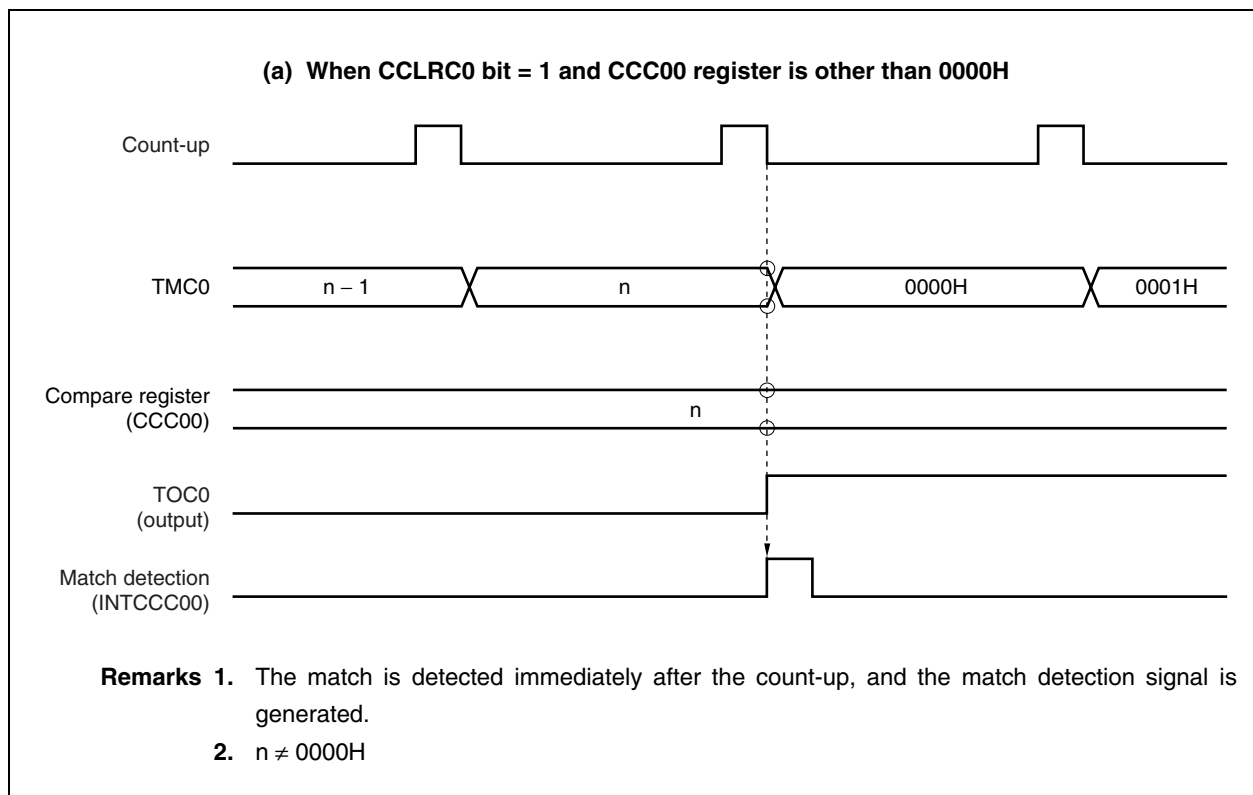 (a) When CCLRC0 bit = 1 and CCC00 register is other than 0000H
Count-up
TMC0
n – 1
n
0000H
0001H
Compare register
(CCC00)
n
TOC0
(output)
Match detection
(INTCCC00)
Remarks 1. The match is detected immediately after the count-up, and the match detection signal is
generated.
2. n ≠ 0000H